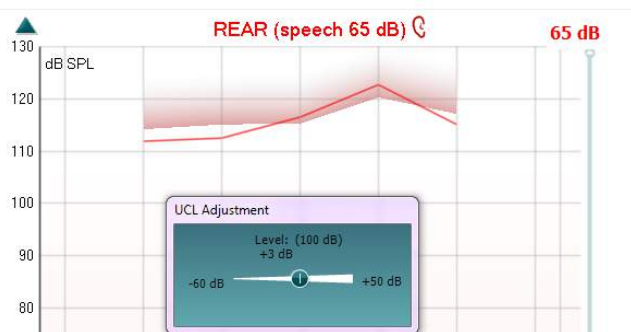 REAR (speech 65 dB)
65 dB
130
dB SPL
120
110
100
UCL Adjustment
Level: (100 dB)
+3 dB
90
-60 dB
+50 dB
80